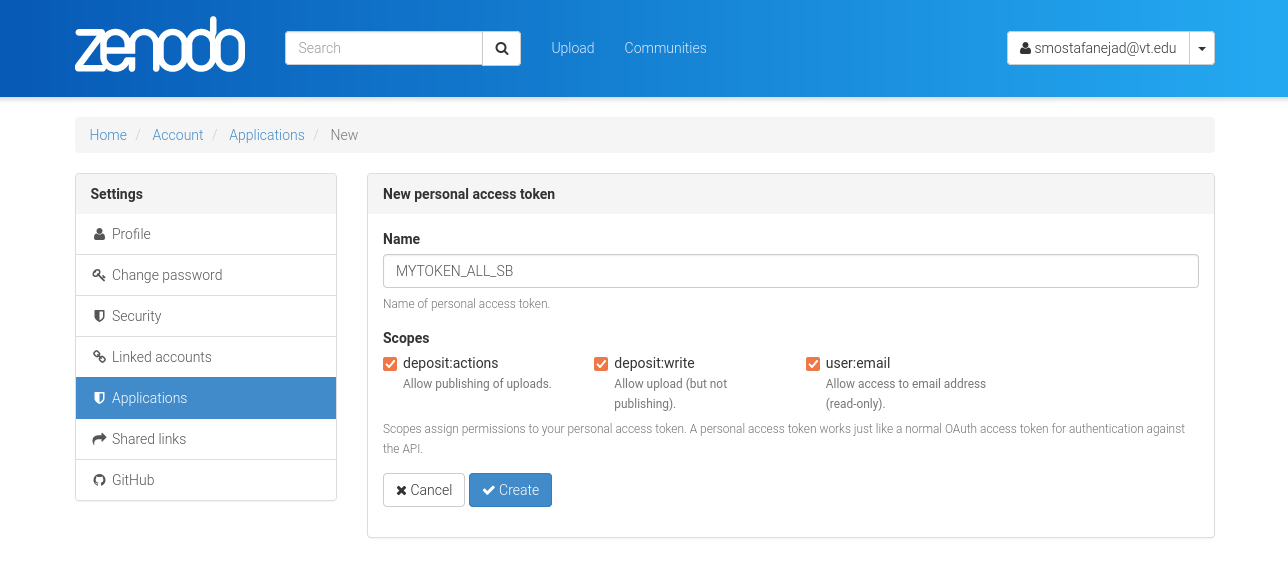 zenodo
Search
Upload
Communities
smostafanejad@vt.edu
Home / Account / Applications / New
Settings
Profile
Change password
Security
Linked accounts
Applications
Shared links
GitHub
New personal access token
Name
MYTOKEN_ALL_SB
Name of personal access token.
Scopes
deposit:actions
Allow publishing of uploads.
deposit:write
Allow upload (but not
publishing).
user:email
Allow access to email address
(read-only).
Scopes assign permissions to your personal access token. A personal access token works just like a normal OAuth access token for authentication against
the API.
Cancel
Create